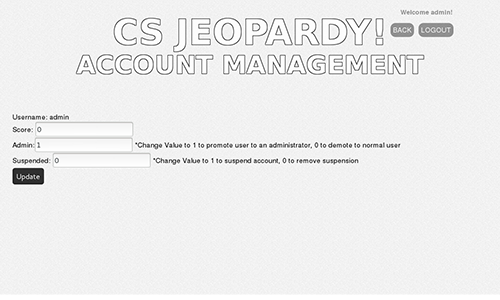 Welcome admin!
CS JEOPARDY!
BACK LOGOUT
ACCOUNT MANAGEMENT
Username: admin
Score: 0
Admin: 1 *Change Value to 1 to promote user to an administrator, 0 to demote to normal user
Suspended: 0 *Change Value to 1 to suspend account, 0 to remove suspension
Update